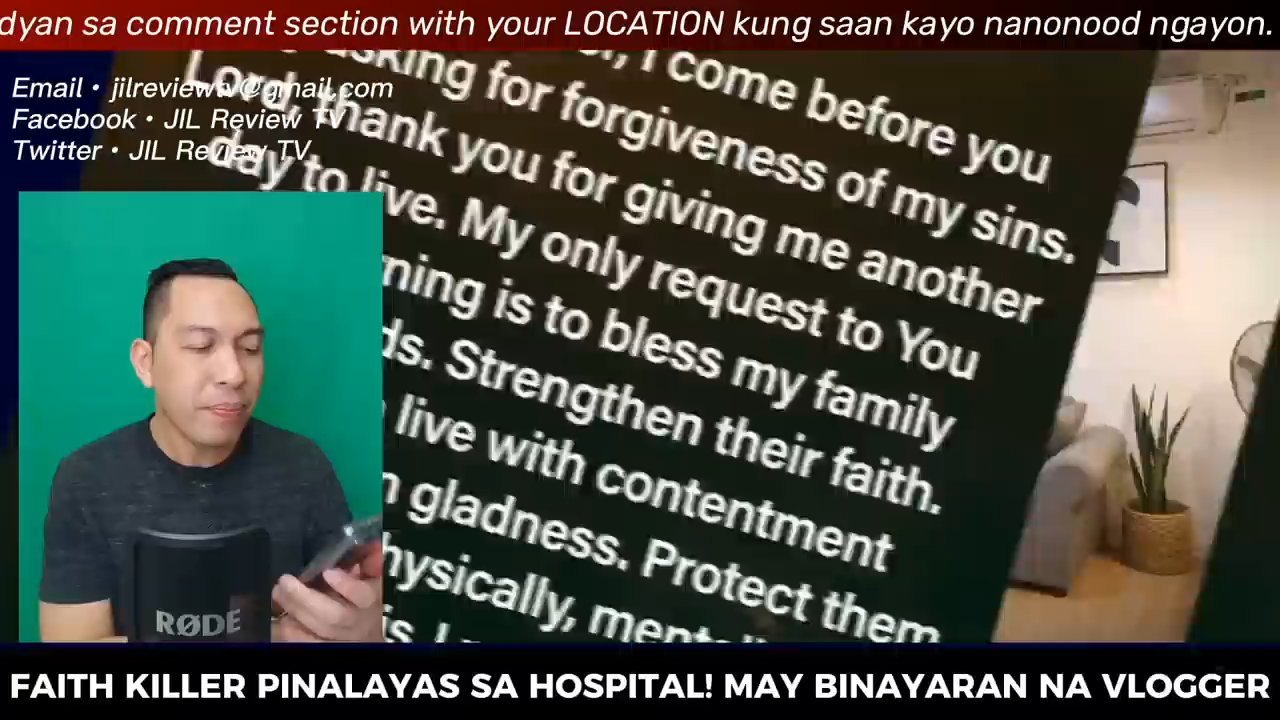 dyan sa comment section with your LOCATION kung saan kayo nanonood ngayon.
Email • jilreviewtv@gmail.com
Facebook • JIL Review TV
Twitter • JIL Review TV
I come before you
asking for forgiveness of my sins.
Lord, thank you for giving me another
day to live. My only request to You
is to bless my family
Strengthen their faith.
live with contentment
gladness. Protect them
RØDE
FAITH KILLER PINALAYAS SA HOSPITAL! MAY BINAYARAN NA VLOGGER